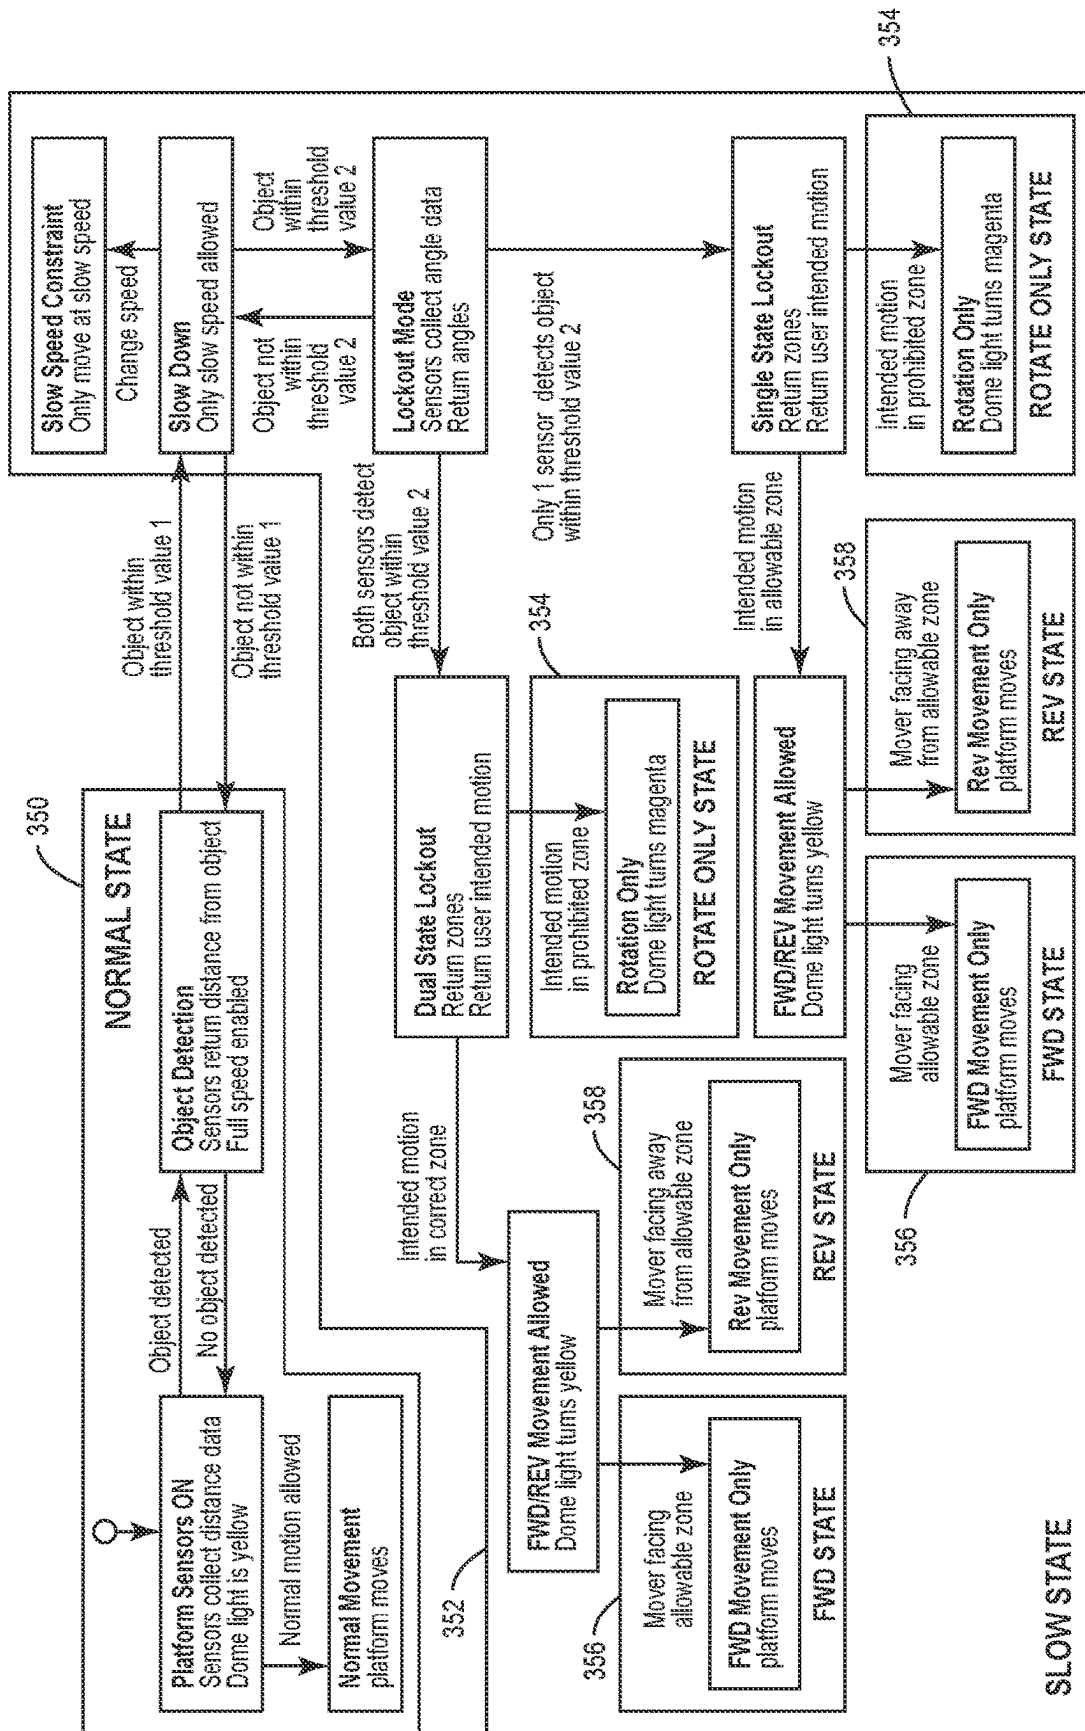 350
NORMAL STATE
Platform Sensors ON
Sensors collect distance data
Dome light is yellow
Object detected
No object detected
Object Detection
Sensors return distance from object
Full speed enabled
Normal motion allowed
Normal Movement
platform moves
Object within
threshold value 1
Object not within
threshold value 1
Slow Speed Constraint
Only move at slow speed
Change speed
Slow Down
Only slow speed allowed
Object not
within
threshold
value 2
Object
within
threshold
value 2
Lockout Mode
Sensors collect angle data
Return angles
Both sensors detect
object within
threshold value 2
Only 1 sensor detects object
within threshold value 2
352
Dual State Lockout
Return zones
Return user intended motion
Intended motion
in correct zone
Intended motion
in prohibited zone
354
Rotation Only
Dome light turns magenta
ROTATE ONLY STATE
FWD/REV Movement Allowed
Dome light turns yellow
356
Mover facing
allowable zone
FWD Movement Only
platform moves
FWD STATE
358
Mover facing away
from allowable zone
Rev Movement Only
platform moves
REV STATE
Single State Lockout
Return zones
Return user intended motion
Intended motion
in allowable zone
Intended motion
in prohibited zone
354
Rotation Only
Dome light turns magenta
ROTATE ONLY STATE
FWD/REV Movement Allowed
Dome light turns yellow
356
Mover facing
allowable zone
FWD Movement Only
platform moves
FWD STATE
358
Mover facing away
from allowable zone
Rev Movement Only
platform moves
REV STATE
SLOW STATE